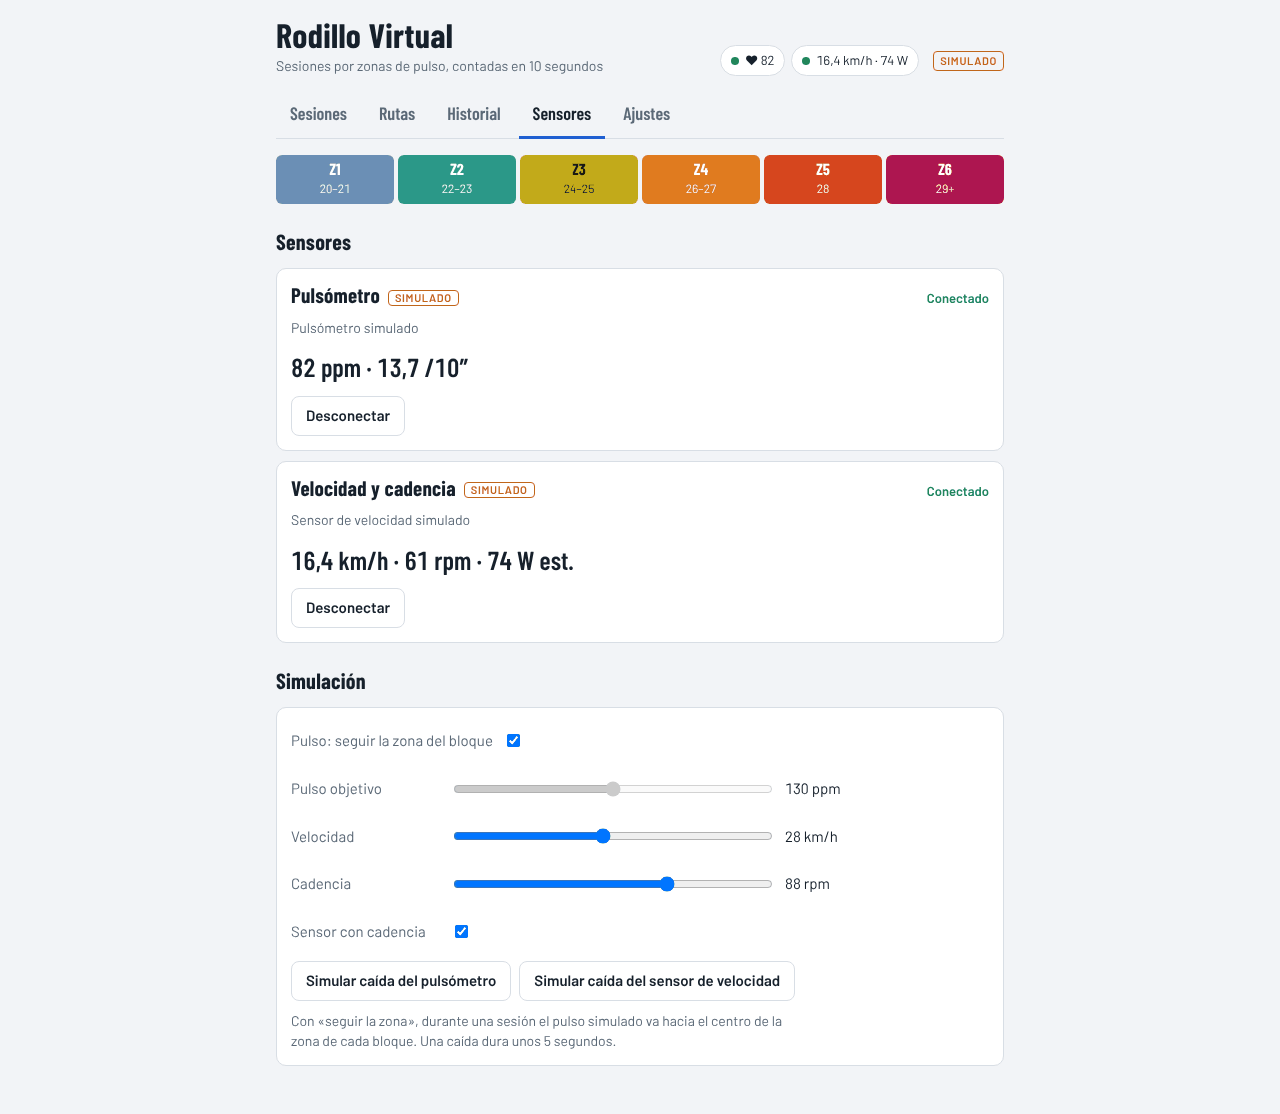 Rodillo Virtual
Sesiones por zonas de pulso, contadas en 10 segundos
♥ 82
16,4 km/h · 74 W
SIMULADO
Sesiones
Rutas
Historial
Sensores
Ajustes
Z1
20–21
Z2
22–23
Z3
24–25
Z4
26–27
Z5
28
Z6
29+
Sensores
Pulsómetro SIMULADO
Conectado
Pulsómetro simulado
82 ppm · 13,7 /10″
Desconectar
Velocidad y cadencia SIMULADO
Conectado
Sensor de velocidad simulado
16,4 km/h · 61 rpm · 74 W est.
Desconectar
Simulación
Pulso: seguir la zona del bloque
Pulso objetivo
130 ppm
Velocidad
28 km/h
Cadencia
88 rpm
Sensor con cadencia
Simular caída del pulsómetro
Simular caída del sensor de velocidad
Con «seguir la zona», durante una sesión el pulso simulado va hacia el centro de la
zona de cada bloque. Una caída dura unos 5 segundos.